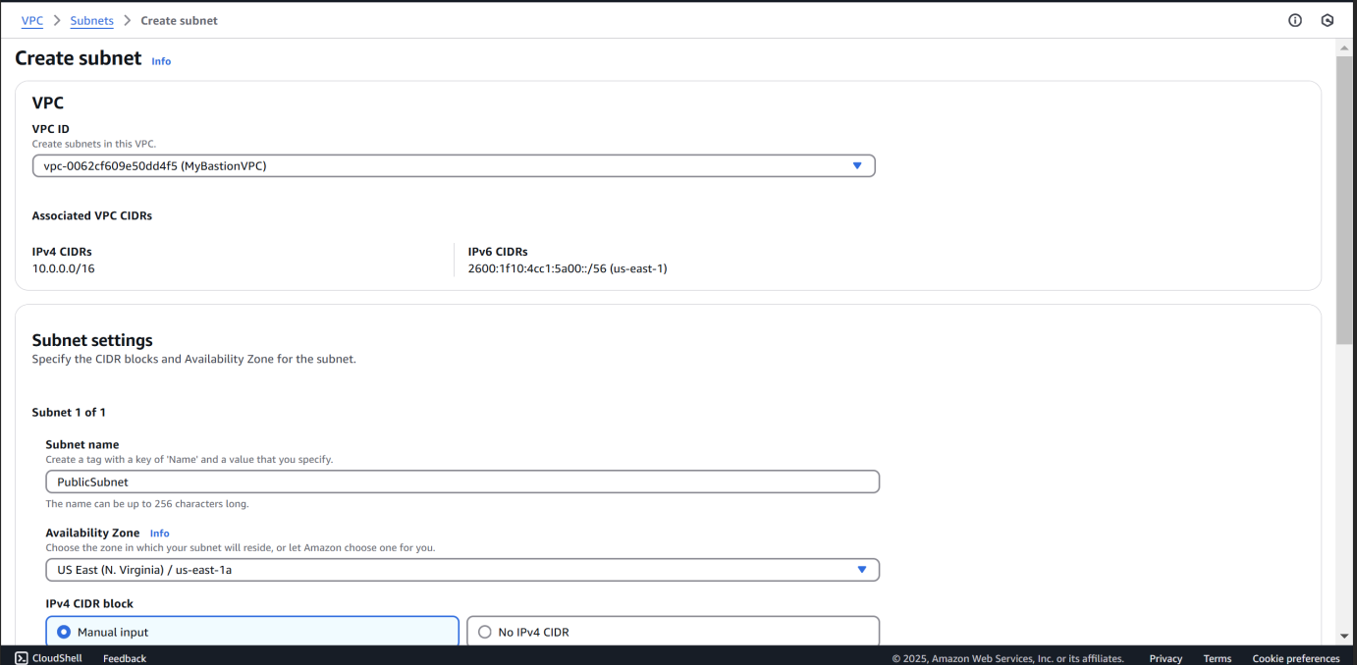 VPC > Subnets > Create subnet
Create subnet Info
VPC
VPC ID
Create subnets in this VPC.
vpc-0062cf609e50dd4f5 (MyBastionVPC)
Associated VPC CIDRs
IPv4 CIDRs
10.0.0.0/16
IPv6 CIDRs
2600:1f10:4cc1:5a00::/56 (us-east-1)
Subnet settings
Specify the CIDR blocks and Availability Zone for the subnet.
Subnet 1 of 1
Subnet name
Create a tag with a key of 'Name' and a value that you specify.
PublicSubnet
The name can be up to 256 characters long.
Availability Zone Info
Choose the zone in which your subnet will reside, or let Amazon choose one for you.
US East (N. Virginia) / us-east-1a
IPv4 CIDR block
Manual input
No IPv4 CIDR
CloudShell Feedback © 2025, Amazon Web Services, Inc. or its affiliates. Privacy Terms Cookie preferences